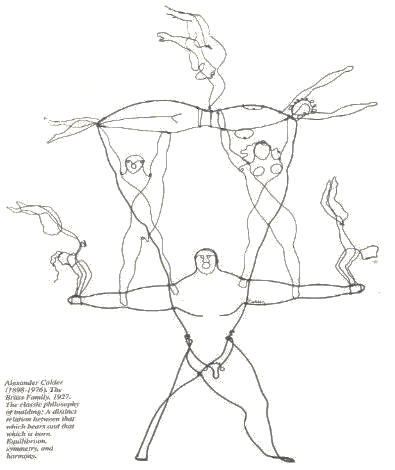 Alexander Calder
(1898-1976). The
Brass Family. 1927.
The classic philosophy
of building: A distinct
relation between that
which bears and that
which is born.
Equilibrium,
symmetry, and
harmony.